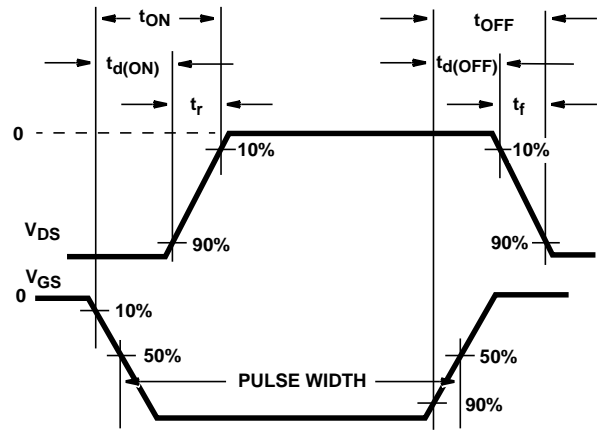 tON
tOFF
td(ON)
td(OFF)
tr
tf
0
10%
10%
VDS
90%
90%
VGS
0
10%
50%
50%
PULSE WIDTH
90%